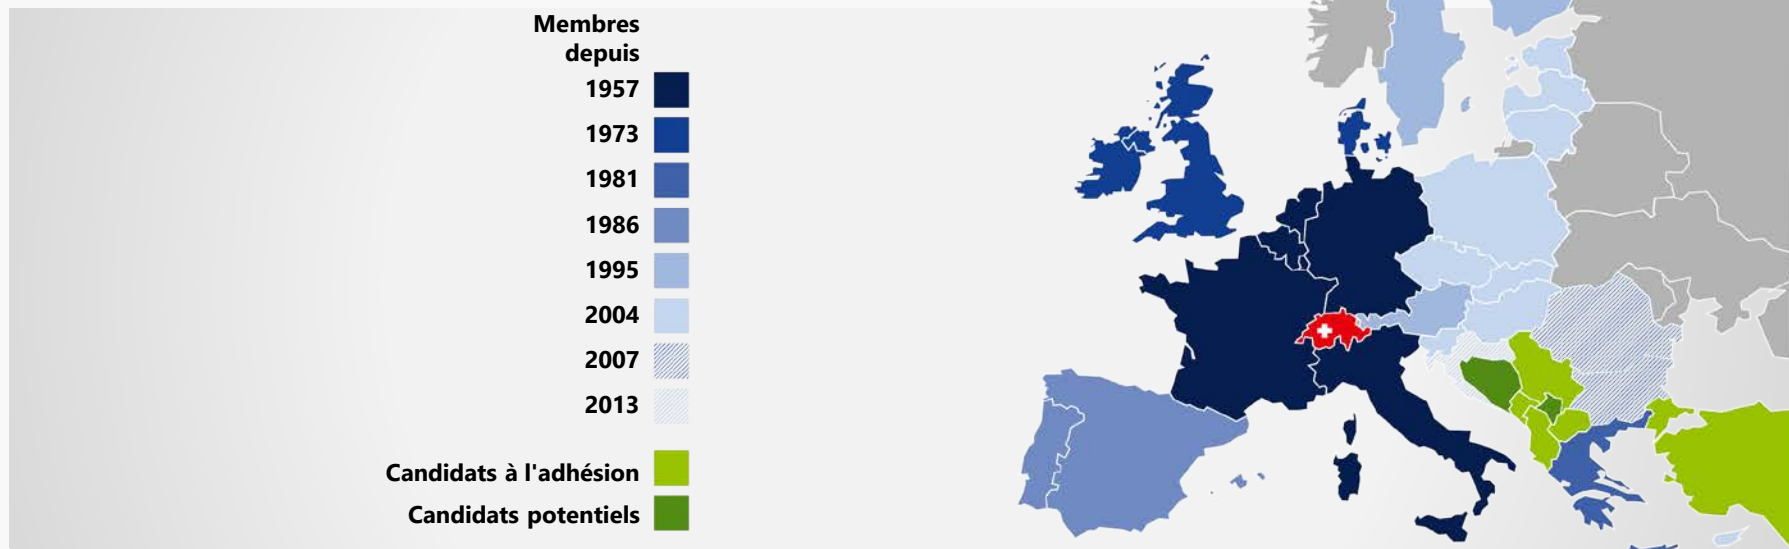 Membres
depuis
1957
1973
1981
1986
1995
2004
2007
2013
Candidats à l'adhésion
Candidats potentiels